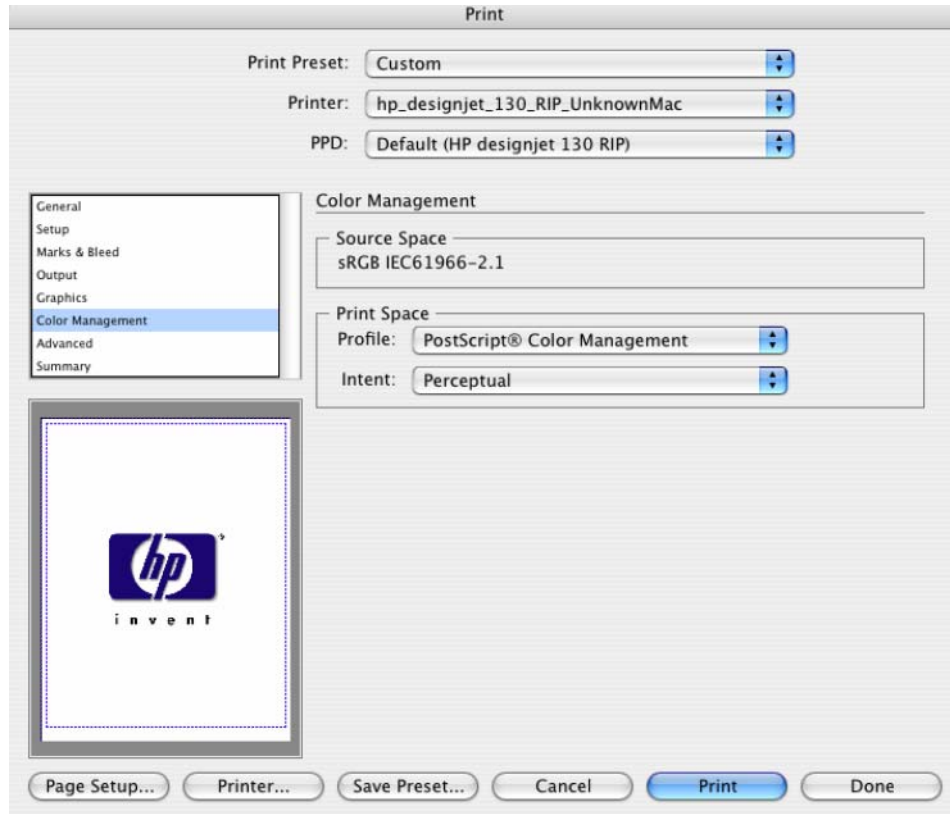 Print
Print Preset: Custom
Printer: hp_designjet_130_RIP_UnknownMac
PPD: Default (HP designjet 130 RIP)
General
Setup
Marks & Bleed
Output
Graphics
Color Management
Advanced
Summary
Color Management
Source Space
sRGB IEC61966-2.1
Print Space
Profile: PostScript® Color Management
Intent: Perceptual
hp
invent
Page Setup... Printer... Save Preset... Cancel Print Done